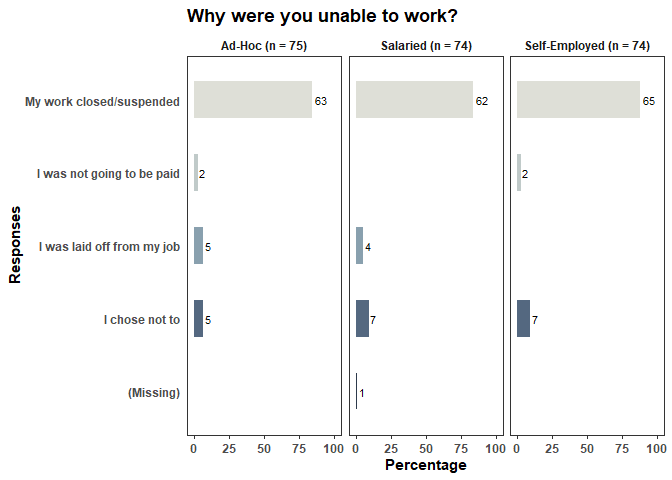 Why were you unable to work?
Ad-Hoc (n = 75)
Salaried (n = 74)
Self-Employed (n = 74)
Responses
My work closed/suspended
63
62
65
I was not going to be paid
2
2
I was laid off from my job
5
4
I chose not to
5
7
7
(Missing)
1
0 25 50 75 100
0 25 50 75 100
0 25 50 75 100
Percentage